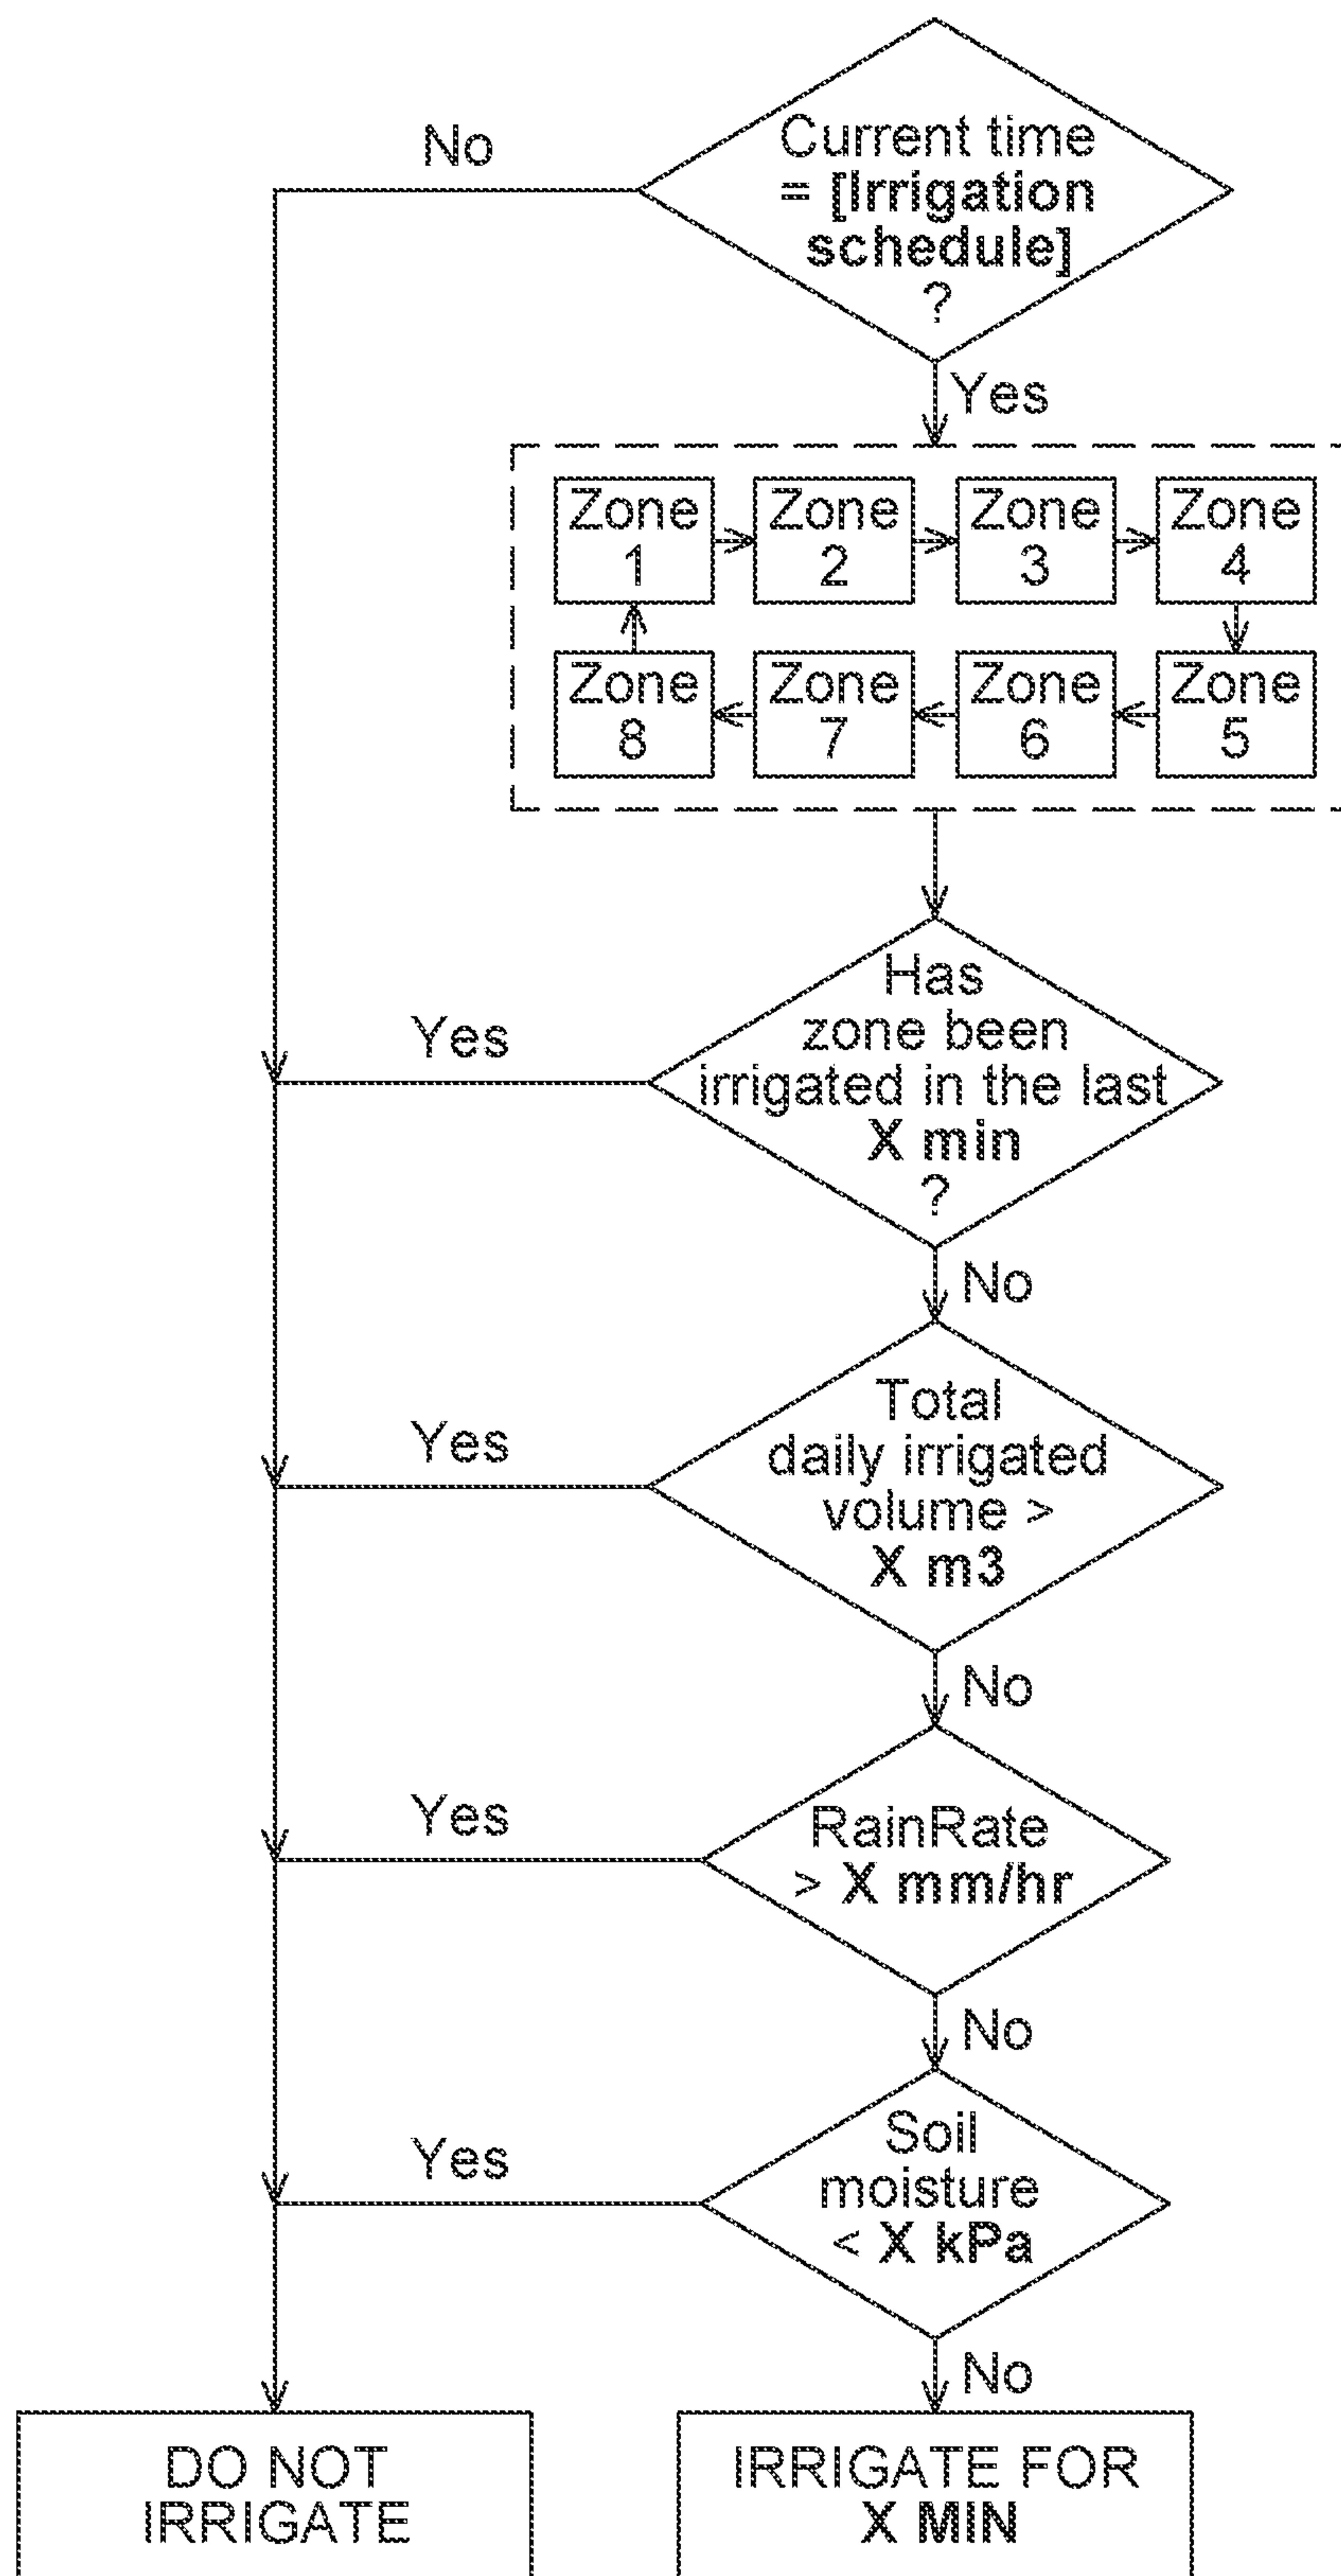 No
Current time
= [Irrigation
schedule]
?
Yes
Zone
1
Zone
2
Zone
3
Zone
4
Zone
8
Zone
7
Zone
6
Zone
5
Has
zone been
irrigated in the last
X min
?
Yes
No
Total
daily irrigated
volume >
X m3
Yes
No
RainRate
> X mm/hr
Yes
No
Soil
moisture
< X kPa
Yes
No
DO NOT
IRRIGATE
IRRIGATE FOR
X MIN